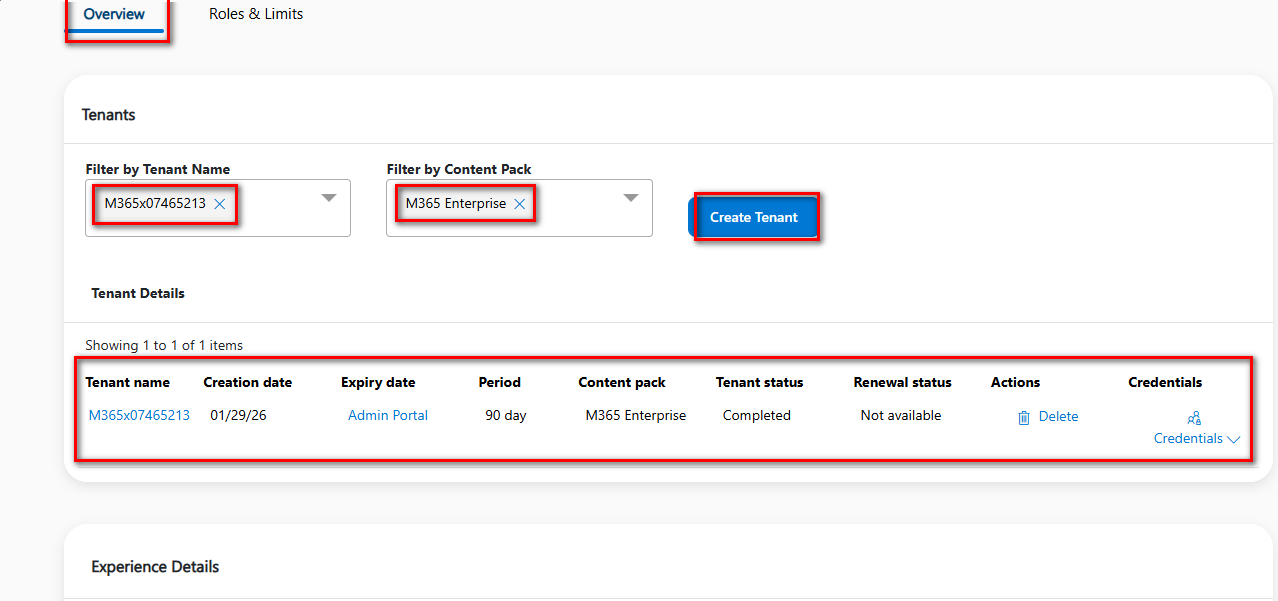 Overview Roles & Limits
Tenants
Filter by Tenant Name Filter by Content Pack
M365x07465213 M365 Enterprise
Create Tenant
Tenant Details
Showing 1 to 1 of 1 items
Tenant name Creation date Expiry date Period Content pack Tenant status Renewal status Actions Credentials
M365x07465213 01/29/26 Admin Portal 90 day M365 Enterprise Completed Not available Delete
Credentials
Experience Details